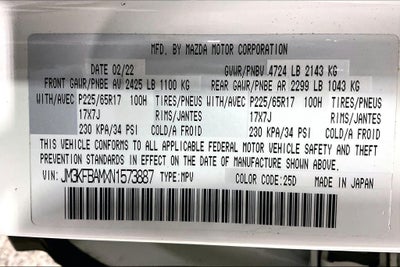 MFD. BY MAZDA MOTOR CORPORATION
DATE 02/22 GVWR/PNBV 4724 LB 2143 KG
FRONT GAWR/PNBE AV 2425 LB 1100 KG REAR GAWR/PNBE AR 2299 LB 1043 KG
WITH/AVEC P225/65R17 100H TIRES/PNEUS WITH/AVEC P225/65R17 100H TIRES/PNEUS
17X7J RIMS/JANTES 17X7J RIMS/JANTES
230 KPA/34 PSI COLD/A FROID 230 KPA/34 PSI COLD/A FROID
THIS VEHICLE CONFORMS TO ALL APPLICABLE FEDERAL MOTOR VEHICLE SAFETY AND THEFT
PREVENTION STANDARDS IN EFFECT ON THE DATE OF MANUFACTURE SHOWN ABOVE.
VIN: JM3KFBAMXN1573887 TYPE:MPV COLOR CODE:25D MADE IN JAPAN